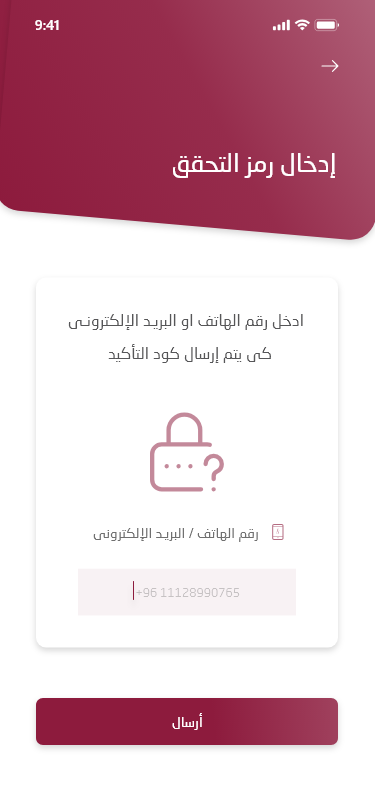 9:41
إدخال رمز التحقق
ادخل رقم الهاتف او البريد الإلكترونى
كى يتم إرسال كود التأكيد
رقم الهاتف / البريد الإلكترونى
+96 11128990765
أرسال